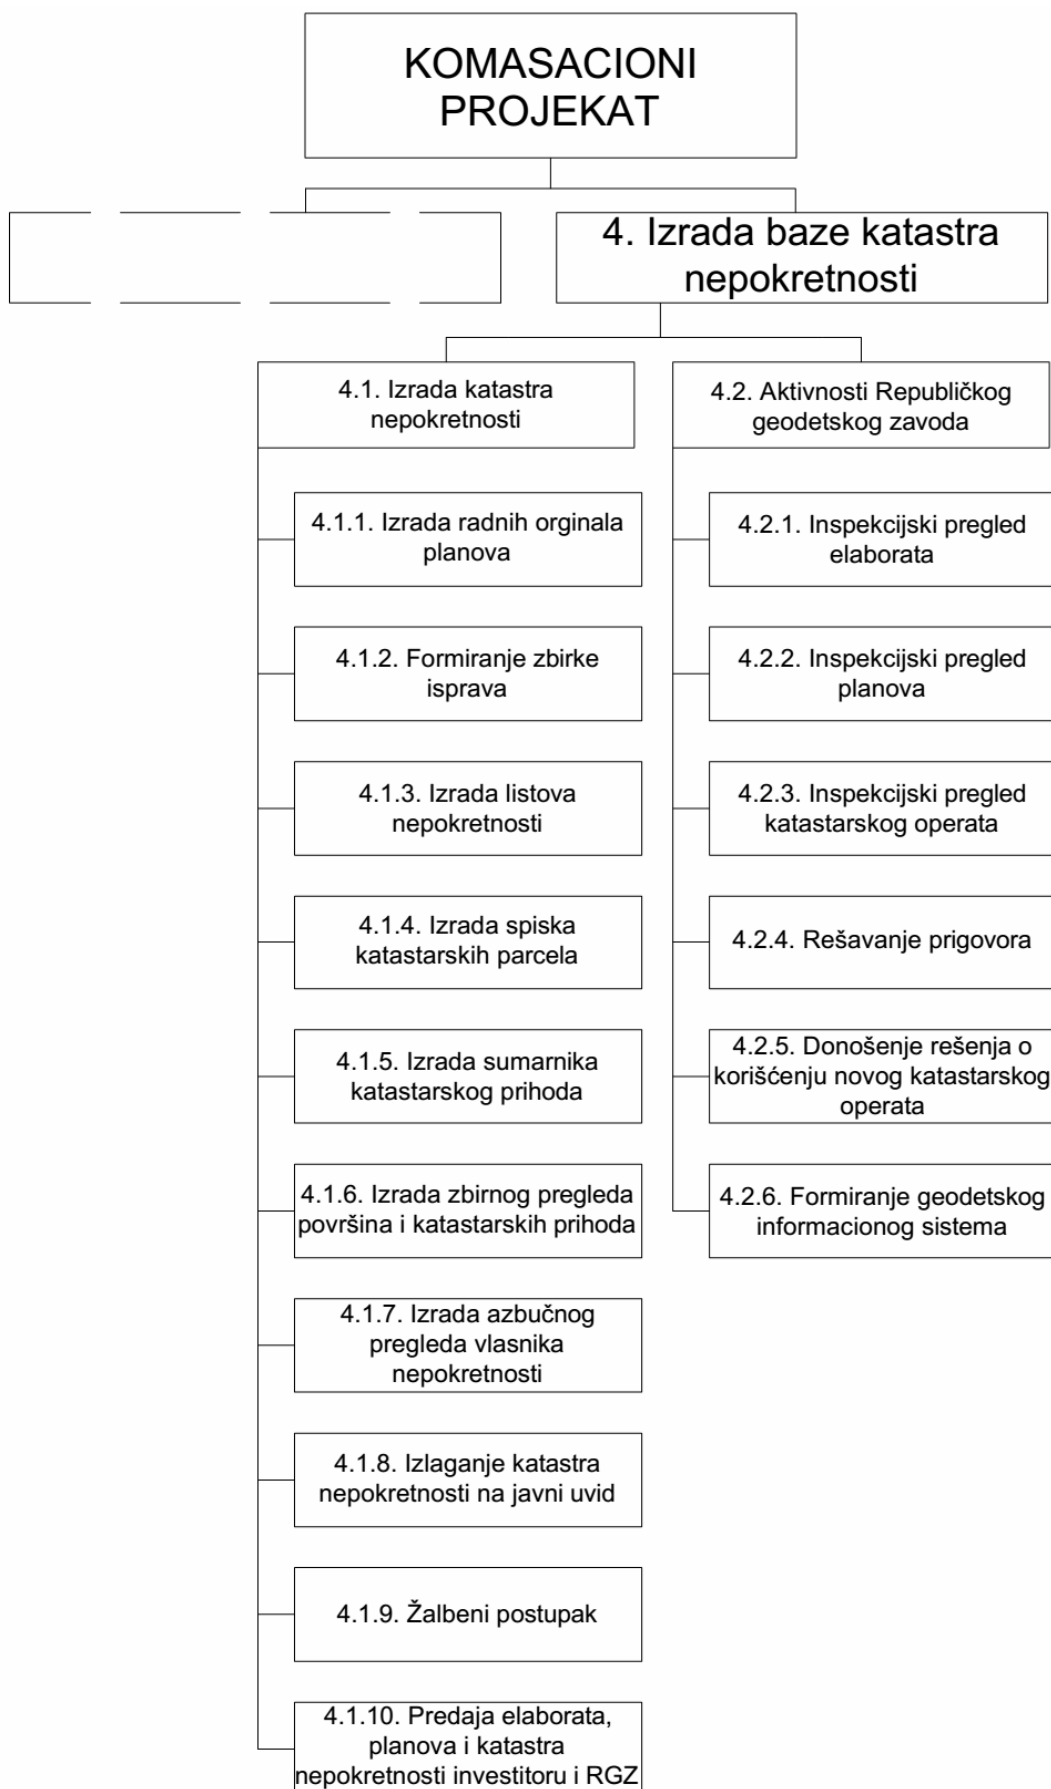 KOMASACIONI
PROJEKAT
4. Izrada baze katastra
nepokretnosti
4.1. Izrada katastra
nepokretnosti
4.1.1. Izrada radnih orginala
planova
4.1.2. Formiranje zbirke
isprava
4.1.3. Izrada listova
nepokretnosti
4.1.4. Izrada spiska
katastarskih parcela
4.1.5. Izrada sumarnika
katastarskog prihoda
4.1.6. Izrada zbirnog pregleda
površina i katastarskih prihoda
4.1.7. Izrada azbučnog
pregleda vlasnika
nepokretnosti
4.1.8. Izlaganje katastra
nepokretnosti na javni uvid
4.1.9. Žalbeni postupak
4.1.10. Predaja elaborata,
planova i katastra
nepokretnosti investitoru i RGZ
4.2. Aktivnosti Republičkog
geodetskog zavoda
4.2.1. Inspekcijski pregled
elaborata
4.2.2. Inspekcijski pregled
planova
4.2.3. Inspekcijski pregled
katastarskog operata
4.2.4. Rešavanje prigovora
4.2.5. Donošenje rešenja o
korišćenju novog katastarskog
operata
4.2.6. Formiranje geodetskog
informacionog sistema